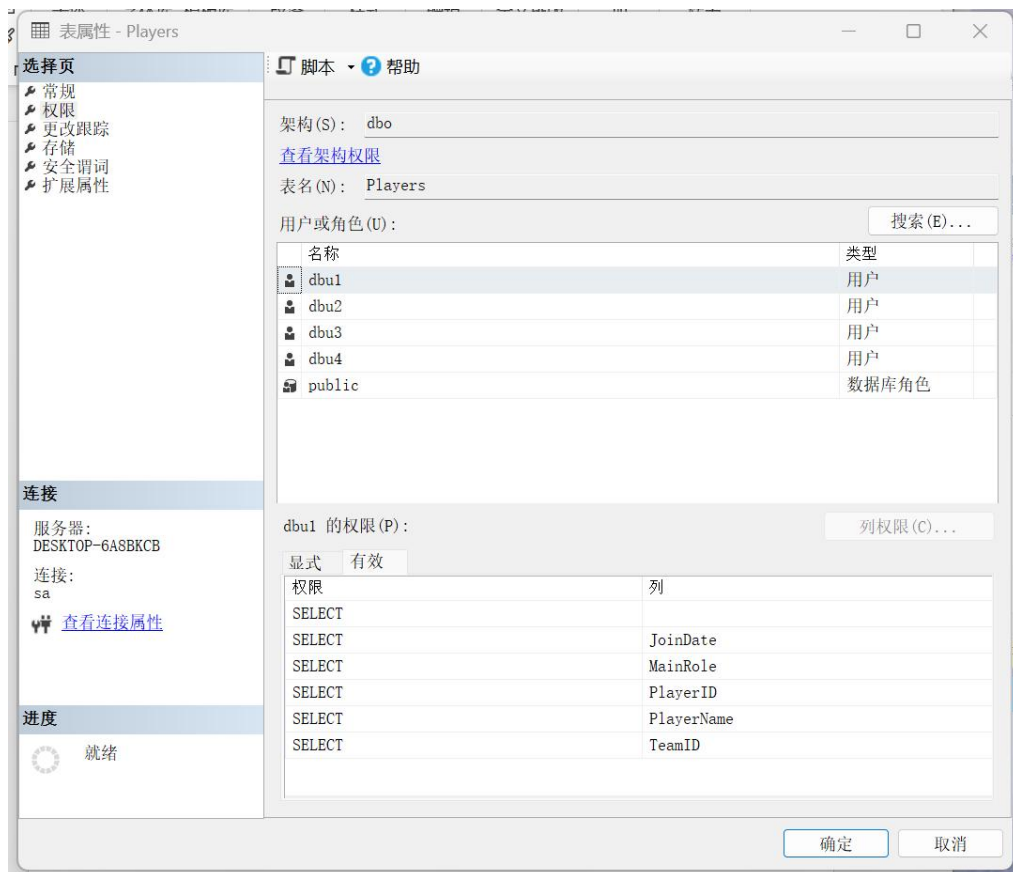 表属性 - Players
选择页
常规
权限
更改跟踪
存储
安全谓词
扩展属性
脚本 帮助
架构(S): dbo
查看架构权限
表名(N): Players
用户或角色(U):
搜索(E)...
名称 类型
dbu1 用户
dbu2 用户
dbu3 用户
dbu4 用户
public 数据库角色
连接
服务器:
DESKTOP-6A8BKCB
连接:
sa
查看连接属性
dbu1 的权限(P):
列权限(C)...
显式 有效
权限 列
SELECT
SELECT JoinDate
SELECT MainRole
SELECT PlayerID
SELECT PlayerName
SELECT TeamID
进度
就绪
确定 取消